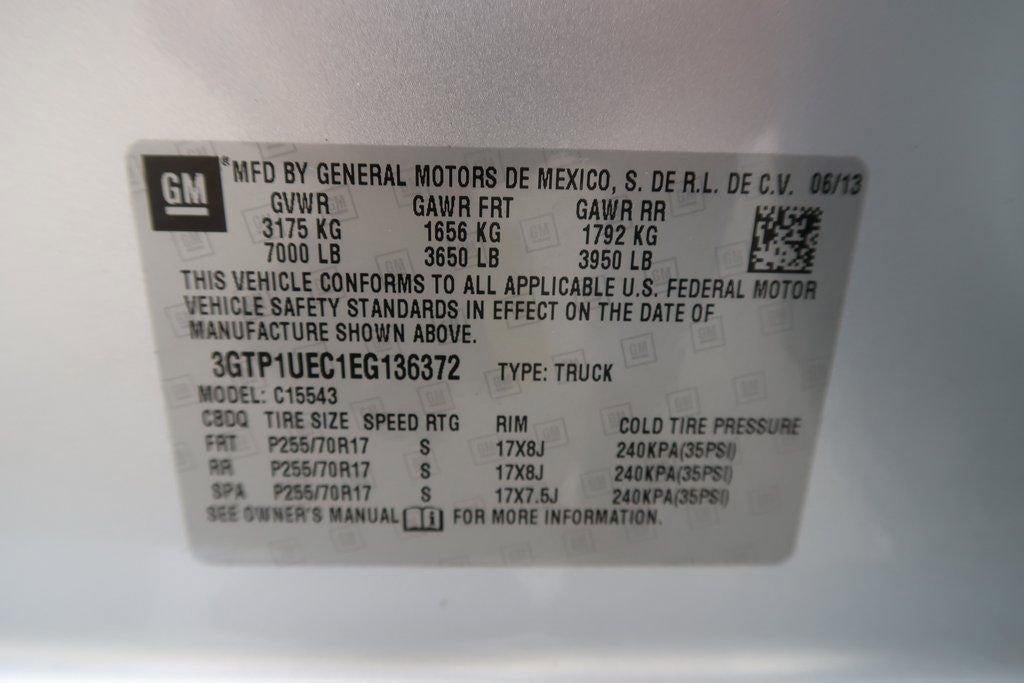 GM ® MFD BY GENERAL MOTORS DE MEXICO, S. DE R.L. DE C.V. 06/13
GVWR GAWR FRT GAWR RR
3175 KG 1656 KG 1792 KG
7000 LB 3650 LB 3950 LB
THIS VEHICLE CONFORMS TO ALL APPLICABLE U.S. FEDERAL MOTOR
VEHICLE SAFETY STANDARDS IN EFFECT ON THE DATE OF
MANUFACTURE SHOWN ABOVE.
3GTP1UEC1EG136372 TYPE: TRUCK
MODEL: C15543
CBDQ TIRE SIZE SPEED RTG RIM COLD TIRE PRESSURE
FRT P255/70R17 S 17X8J 240KPA(35PSI)
RR P255/70R17 S 17X8J 240KPA(35PSI)
SPA P255/70R17 S 17X7.5J 240KPA(35PSI)
SEE OWNER'S MANUAL FOR MORE INFORMATION.